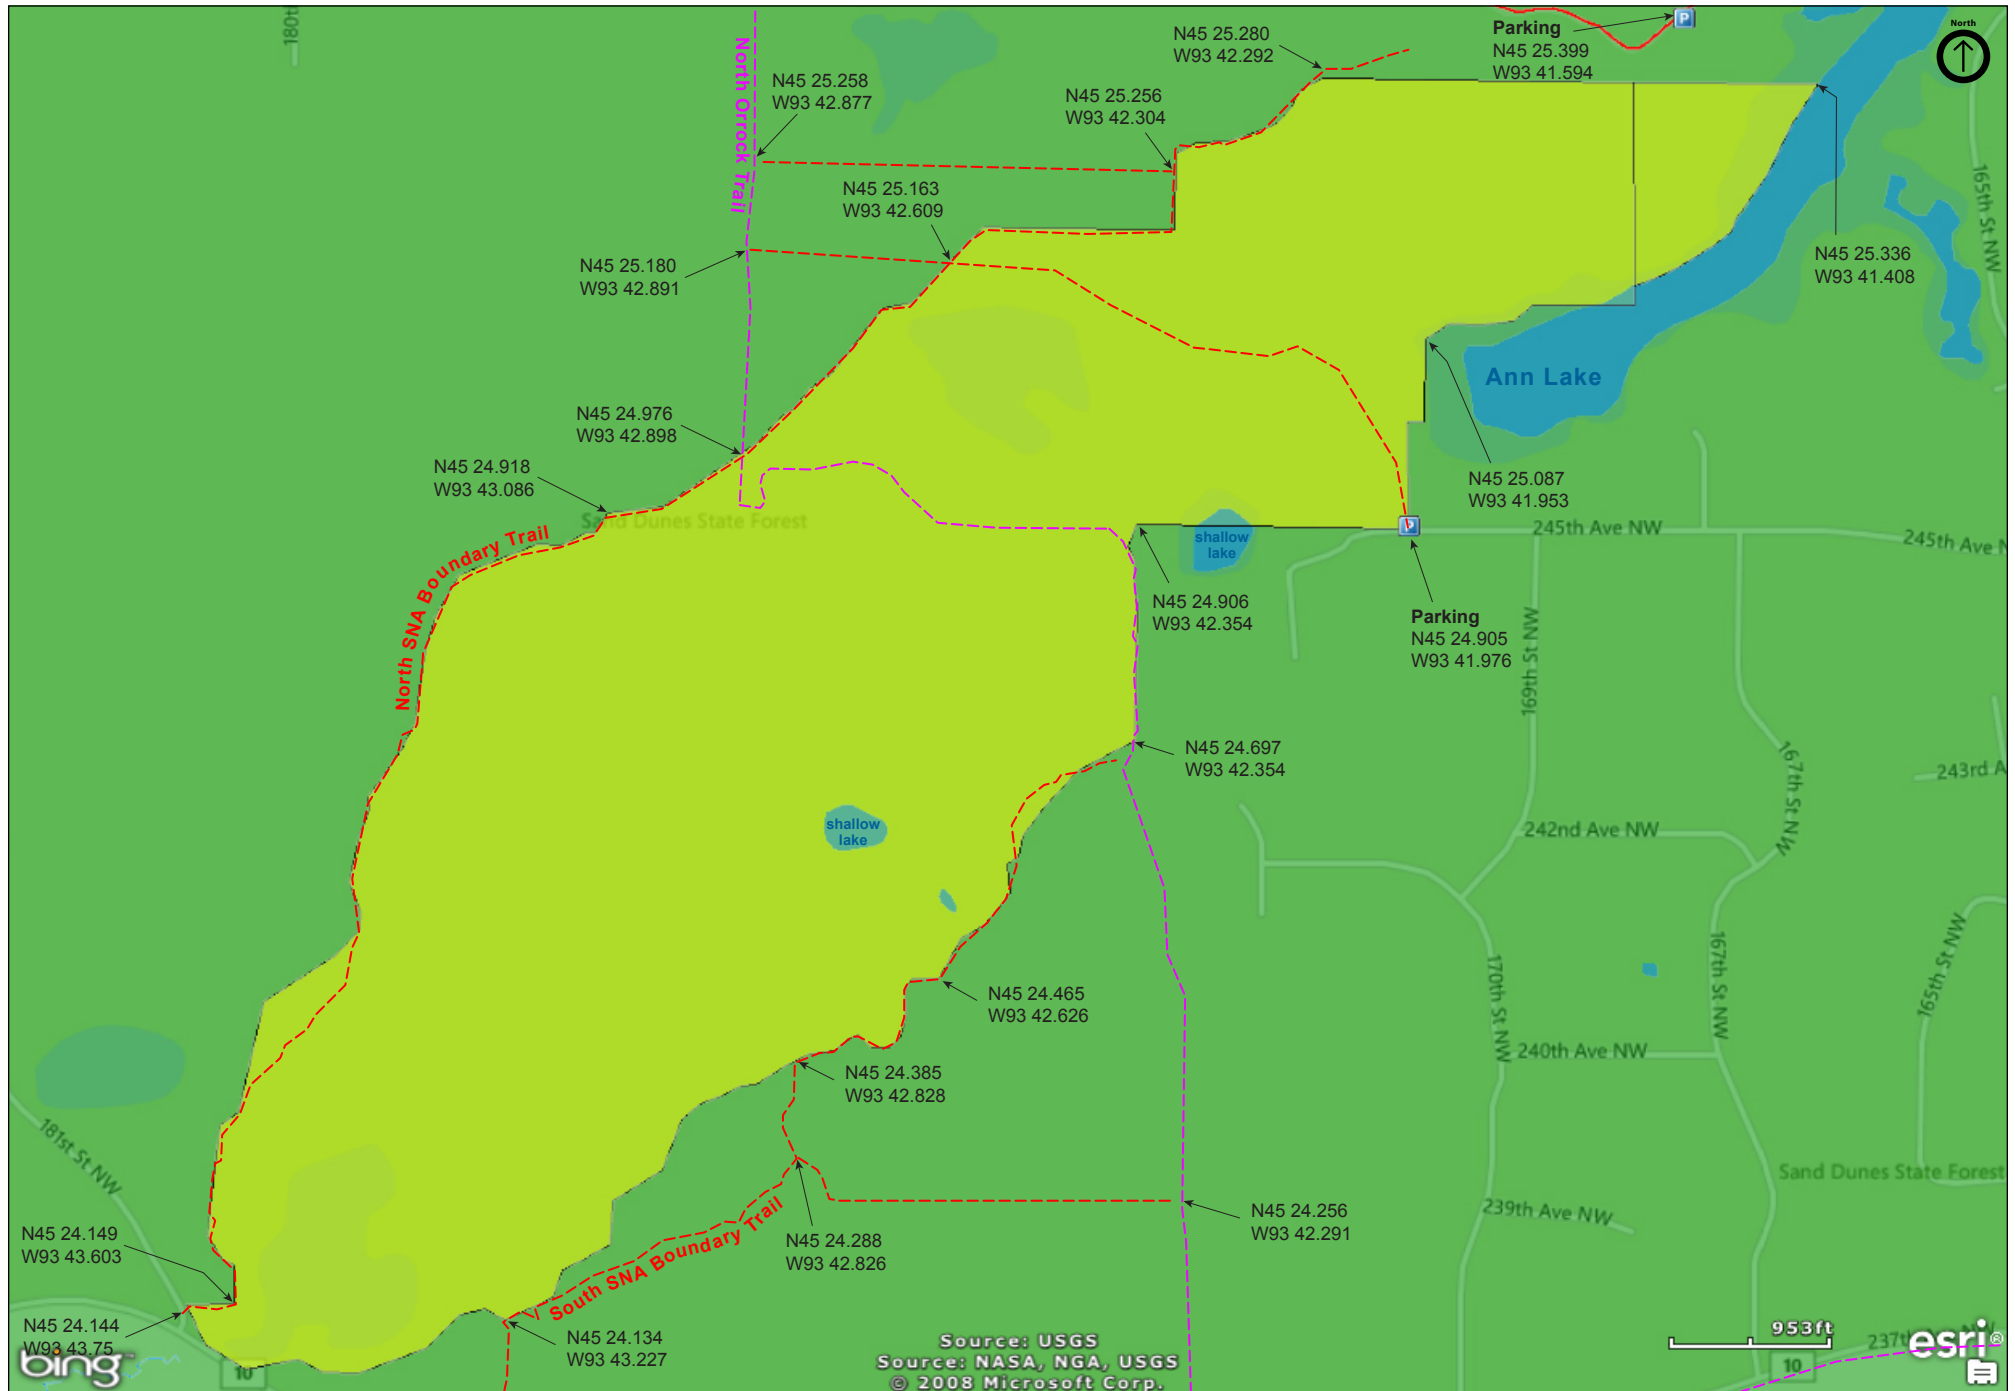 180t
North Orrock Trail
N45 25.258
W93 42.877
N45 25.280
W93 42.292
Parking
N45 25.399
W93 41.594
North
N45 25.256
W93 42.304
165th St NW
N45 25.163
W93 42.609
N45 25.180
W93 42.891
N45 25.336
W93 41.408
Ann Lake
N45 24.976
W93 42.898
N45 24.918
W93 43.086
N45 25.087
W93 41.953
Sand Dunes State Forest
North SNA Boundary Trail
shallow
lake
P
P
245th Ave NW
245th Ave N
N45 24.906
W93 42.354
Parking
N45 24.905
W93 41.976
169th St NW
N45 24.697
W93 42.354
167th St NW
243rd A
shallow
lake
242nd Ave NW
N45 24.465
W93 42.626
170th St NW
167th St NW
165th St NW
240th Ave NW
N45 24.385
W93 42.828
181st St NW
Sand Dunes State Forest
239th Ave NW
N45 24.256
W93 42.291
N45 24.288
W93 42.826
South SNA Boundary Trail
N45 24.149
W93 43.603
N45 24.144
W93 43.75
N45 24.134
W93 43.227
bing
10
Source: USGS
Source: NASA, NGA, USGS
© 2008 Microsoft Corp.
953ft
237th Ave NW
esri
10